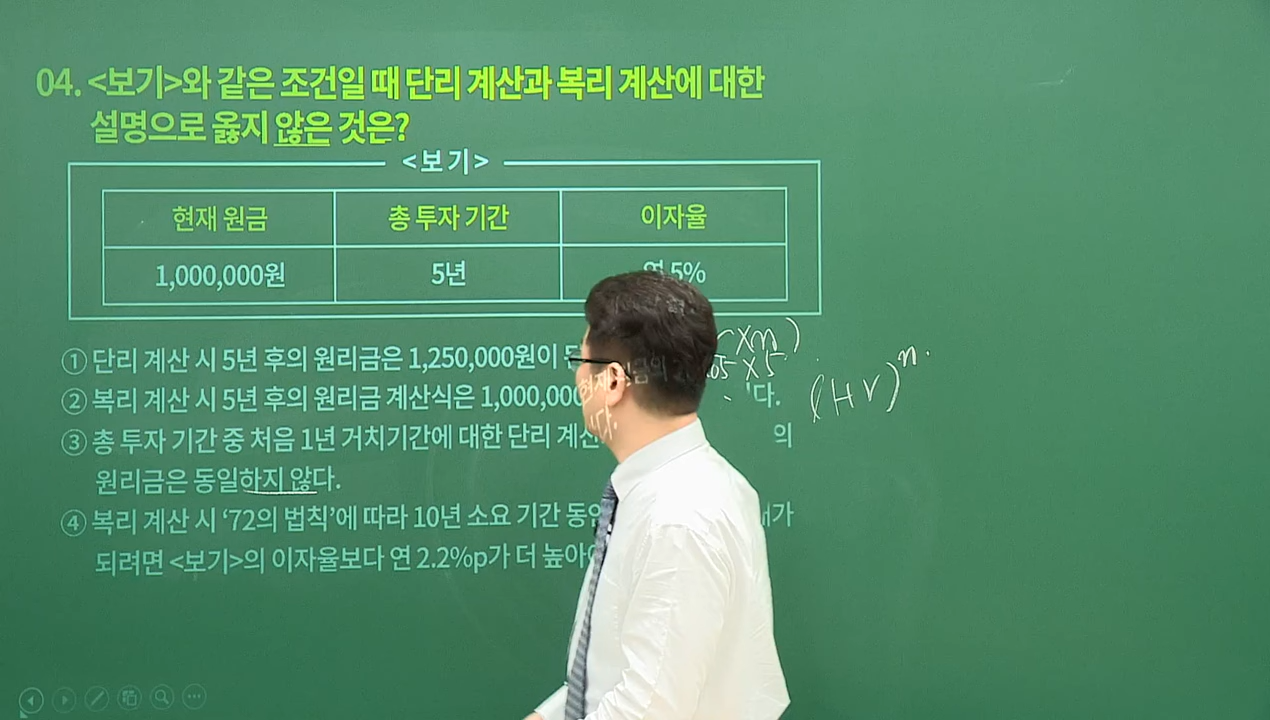 04. <보기>와 같은 조건일 때 단리 계산과 복리 계산에 대한
설명으로 옳지 않은 것은?
<보기>
현재 원금 총 투자 기간 이자율
1,000,000원 5년 연 5%
① 단리 계산 시 5년 후의 원리금은 1,250,000원이
(×n)
05 × 5
② 복리 계산 시 5년 후의 원리금 계산식은 1,000,000 다.
(1+r)ⁿ
③ 총 투자 기간 중 처음 1년 거치기간에 대한 단리 의
원리금은 동일하지 않다.
④ 복리 계산 시 ‘72의 법칙’에 따라 10년 소요 기간 가
되려면 <보기>의 이자율보다 연 2.2%p가 더